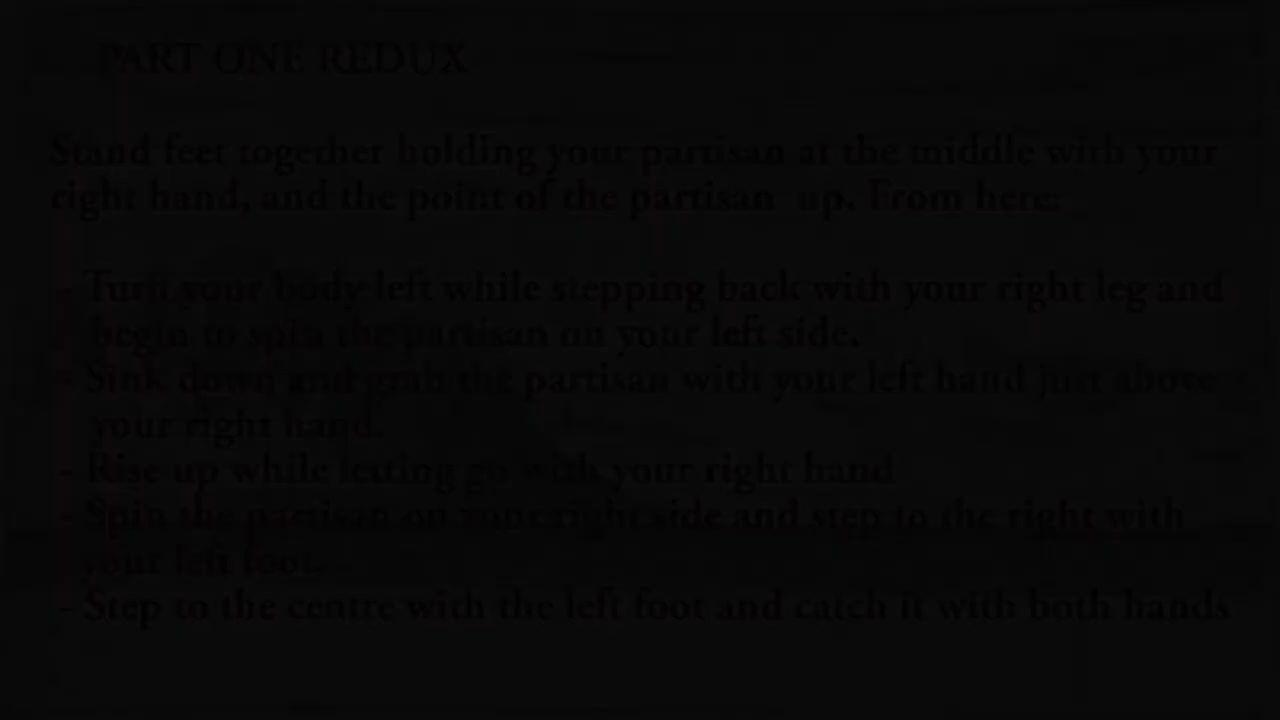 PART ONE REDUX
Stand feet together holding your partisan at the middle with your
right hand, and the point of the partisan up. From here:
- Turn your body left while stepping back with your right leg and
begin to spin the partisan on your left side.
- Sink down and grab the partisan with your left hand just above
your right hand.
- Rise up while letting go with your right hand
- Spin the partisan on your right side and step to the right with
your left foot.
- Step to the centre with the left foot and catch it with both hands